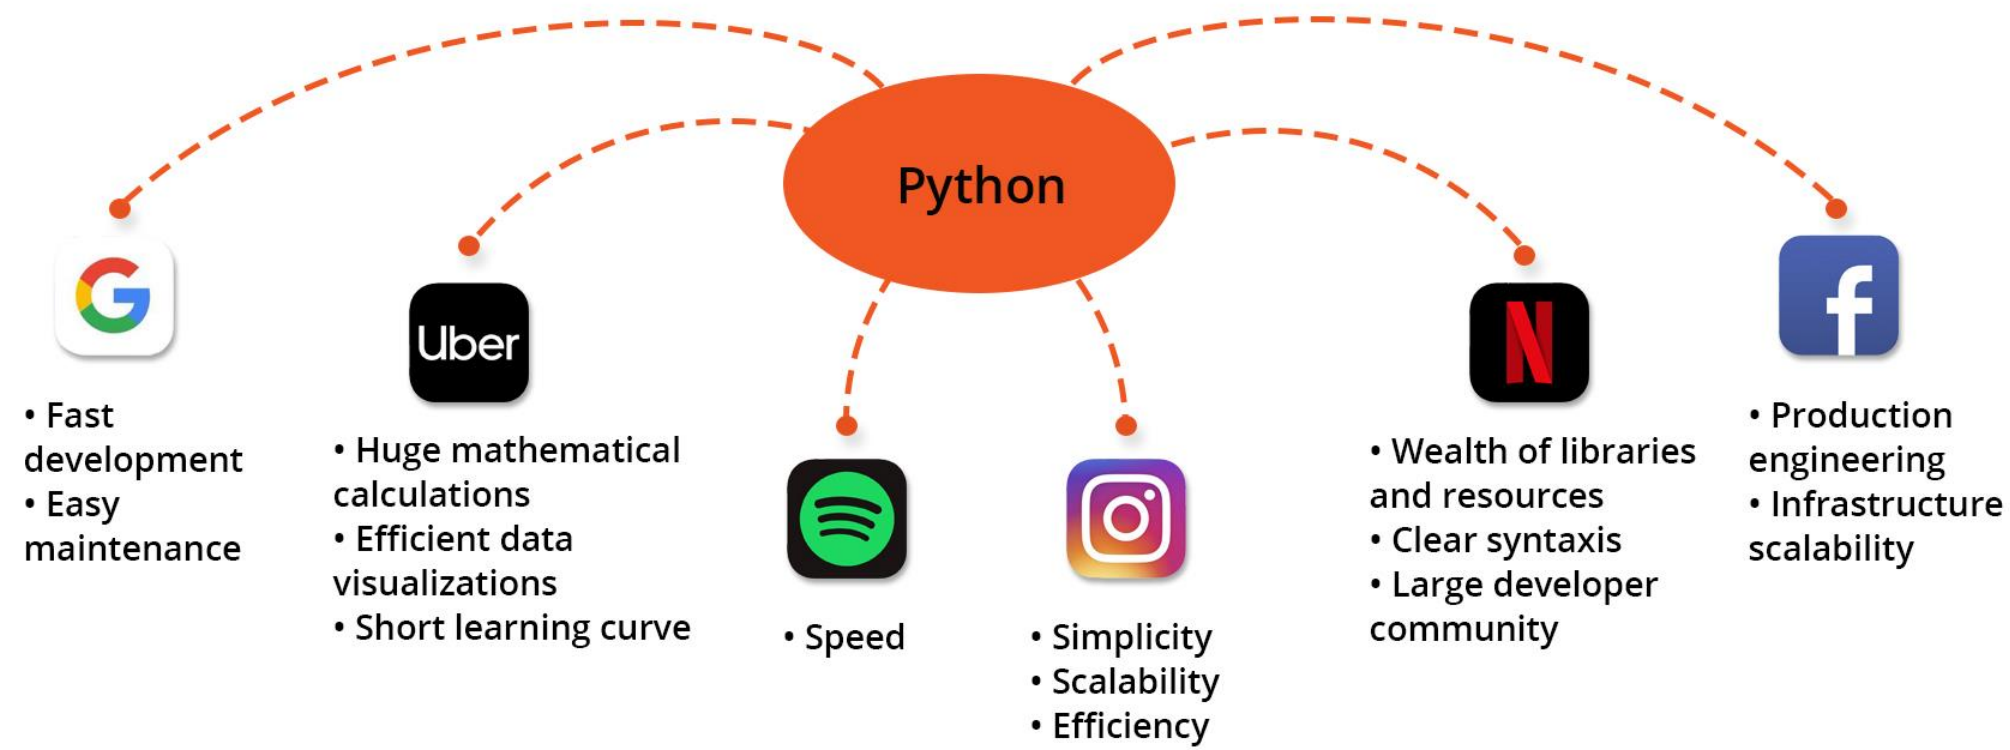 Python
Uber
• Fast
development
• Easy
maintenance
• Huge mathematical
calculations
• Efficient data
visualizations
• Short learning curve
• Speed
• Simplicity
• Scalability
• Efficiency
• Wealth of libraries
and resources
• Clear syntaxis
• Large developer
community
• Production
engineering
• Infrastructure
scalability